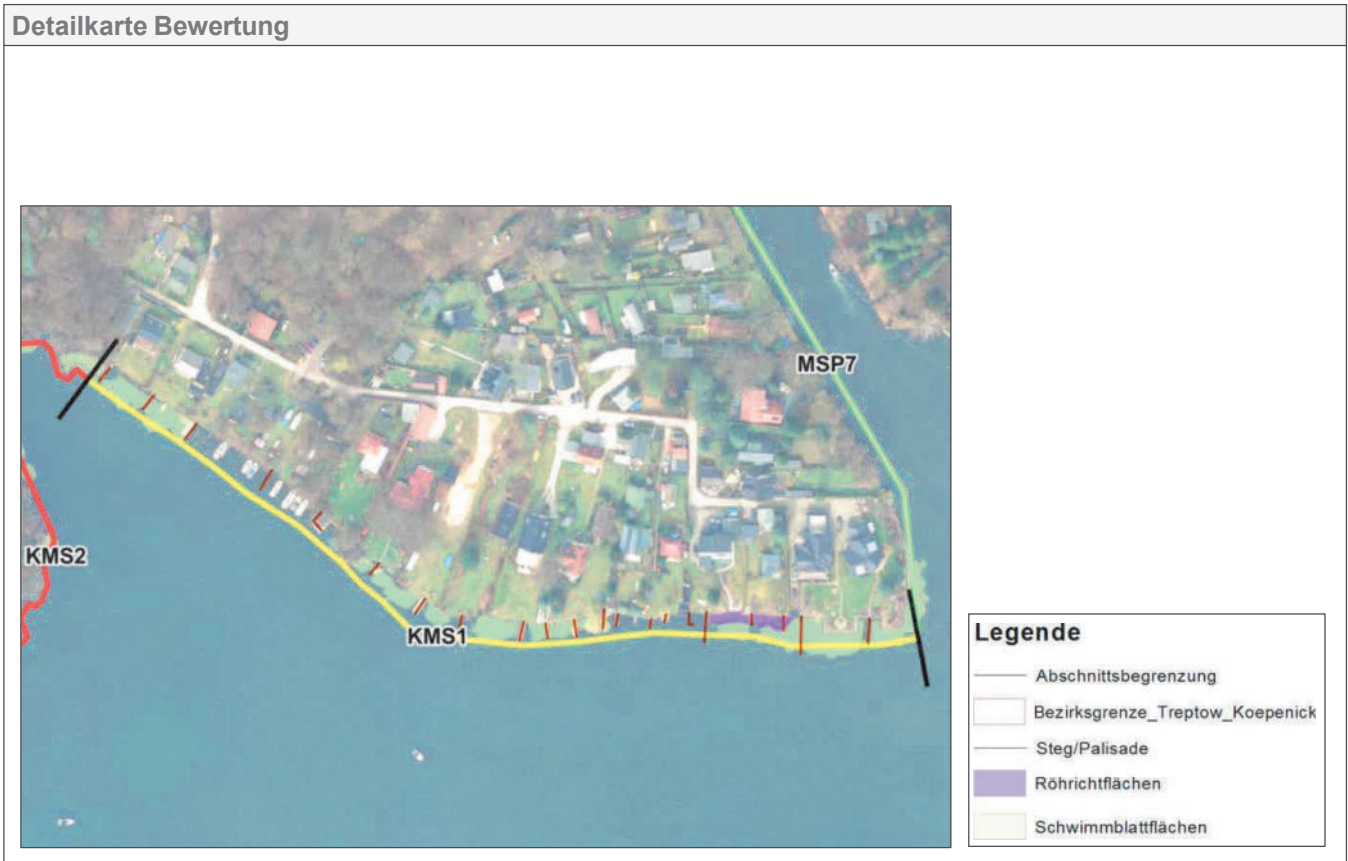 Detailkarte Bewertung
MSP7
KMS2
KMS1
Legende
Abschnittsbegrenzung
Bezirksgrenze_Treptow_Koepenick
Steg/Palisade
Röhrichtflächen
Schwimmblattflächen